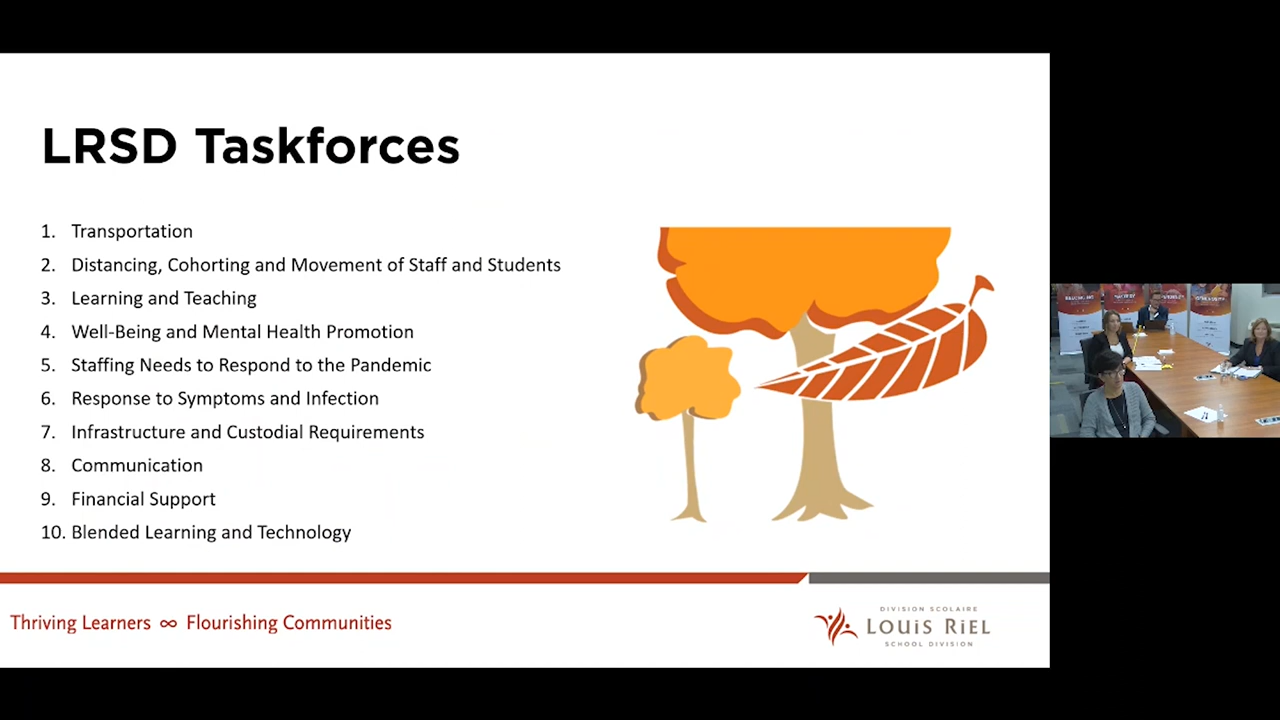 LRSD Taskforces
1. Transportation
2. Distancing, Cohorting and Movement of Staff and Students
3. Learning and Teaching
4. Well-Being and Mental Health Promotion
5. Staffing Needs to Respond to the Pandemic
6. Response to Symptoms and Infection
7. Infrastructure and Custodial Requirements
8. Communication
9. Financial Support
10. Blended Learning and Technology
Thriving Learners ∞ Flourishing Communities
DIVISION SCOLAIRE
LOUIS RIEL
SCHOOL DIVISION